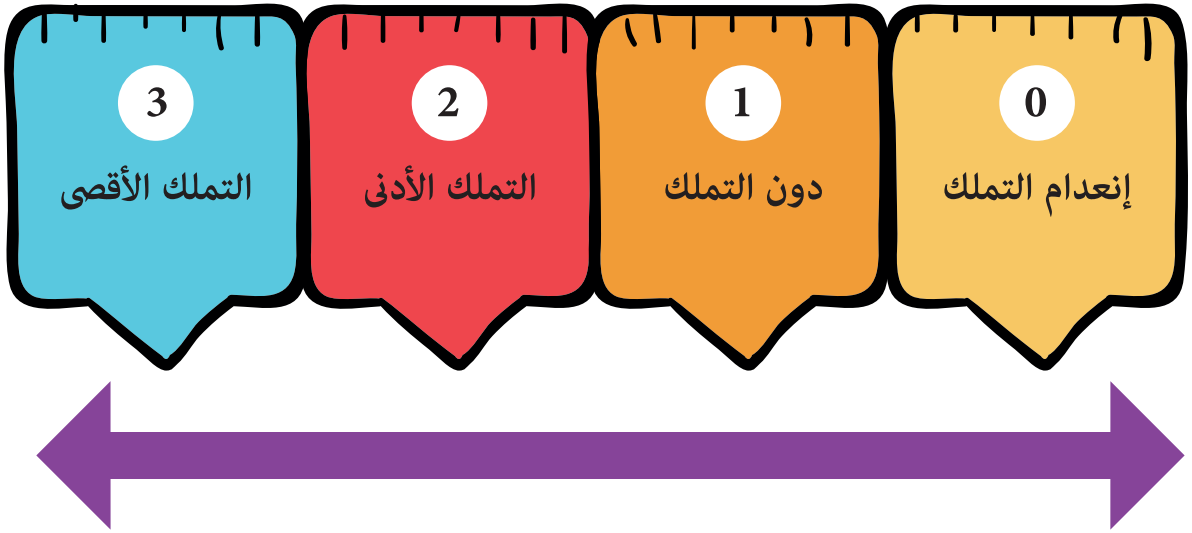 0
إنعدام التملك
1
دون التملك
2
التملك الأدنى
3
التملك الأقصى